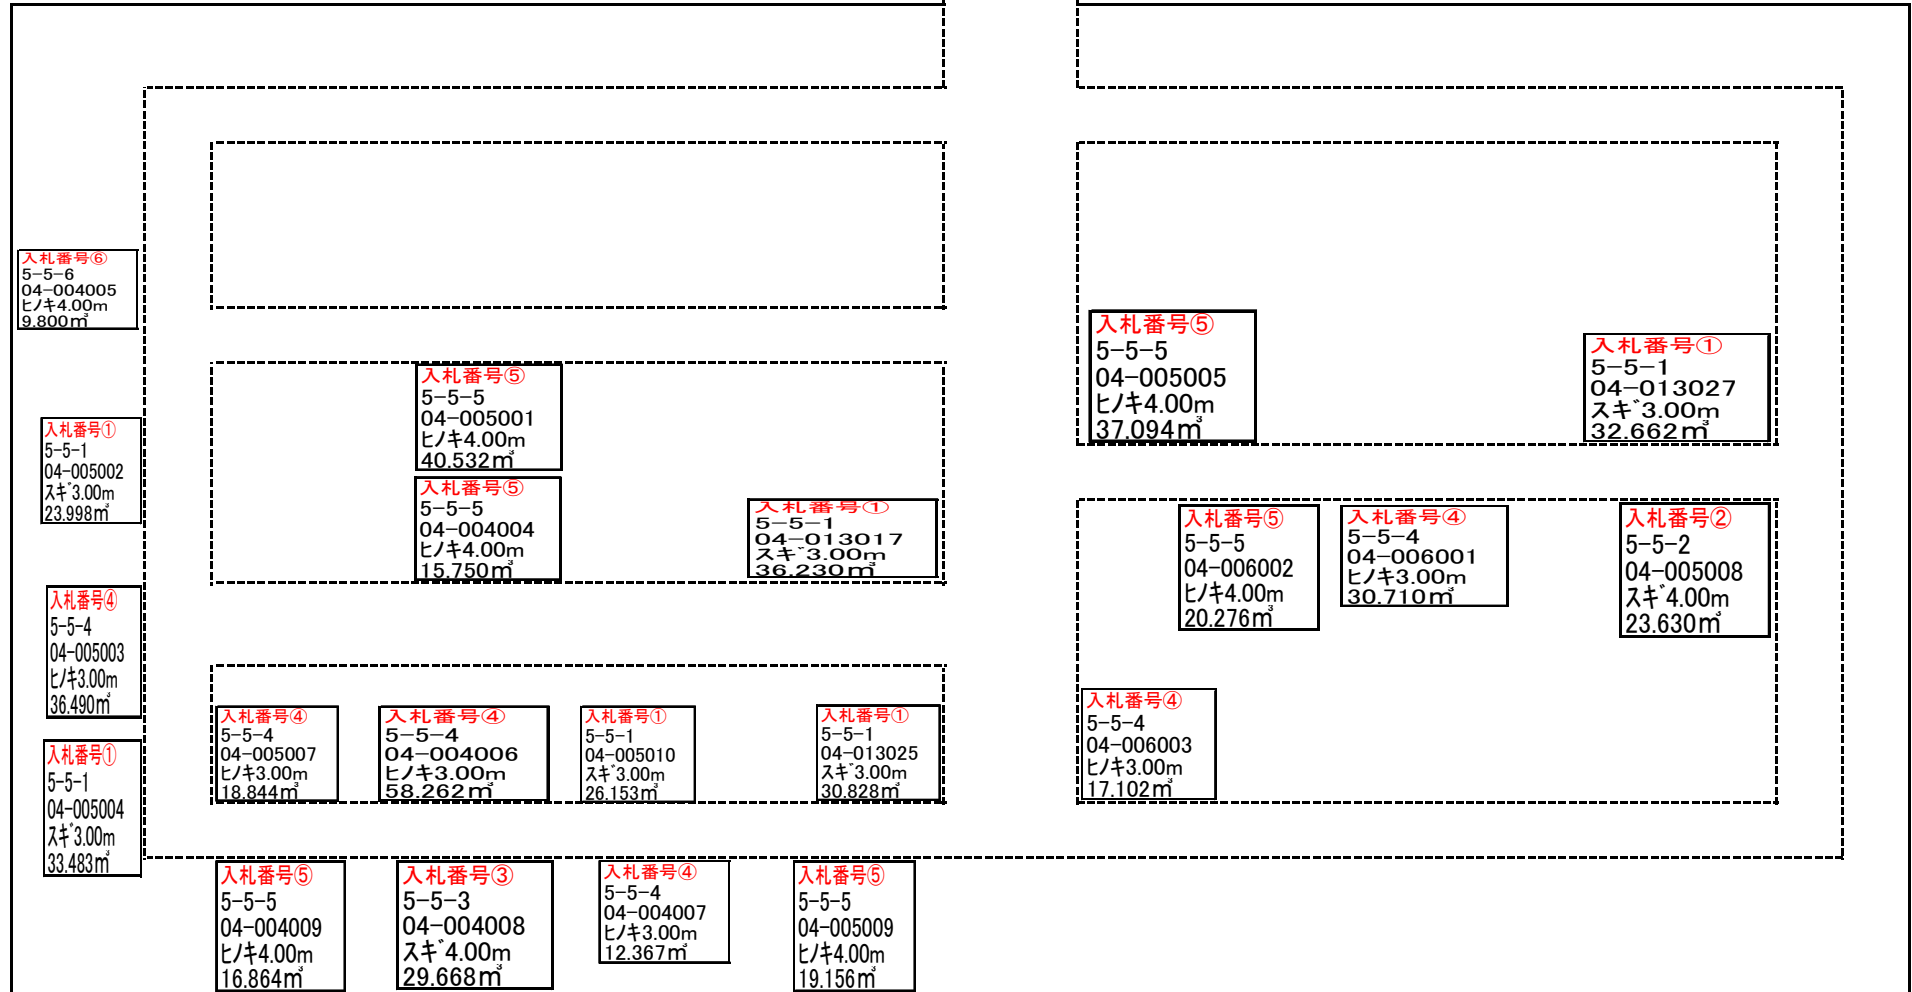 入札番号⑥
5-5-6
04-004005
ヒノキ4.00m
9.800㎥
入札番号①
5-5-1
04-005002
スギ3.00m
23.998㎥
入札番号④
5-5-4
04-005003
ヒノキ3.00m
36.490㎥
入札番号①
5-5-1
04-005004
スギ3.00m
33.483㎥
入札番号⑤
5-5-5
04-005001
ヒノキ4.00m
40.532㎥
入札番号⑤
5-5-5
04-004004
ヒノキ4.00m
15.750㎥
入札番号①
5-5-1
04-013017
スギ3.00m
36.230㎥
入札番号⑤
5-5-5
04-005005
ヒノキ4.00m
37.094㎥
入札番号①
5-5-1
04-013027
スギ3.00m
32.662㎥
入札番号⑤
5-5-5
04-006002
ヒノキ4.00m
20.276㎥
入札番号④
5-5-4
04-006001
ヒノキ3.00m
30.710㎥
入札番号②
5-5-2
04-005008
スギ4.00m
23.630㎥
入札番号④
5-5-4
04-006003
ヒノキ3.00m
17.102㎥
入札番号④
5-5-4
04-005007
ヒノキ3.00m
18.844㎥
入札番号④
5-5-4
04-004006
ヒノキ3.00m
58.262㎥
入札番号①
5-5-1
04-005010
スギ3.00m
26.153㎥
入札番号①
5-5-1
04-013025
スギ3.00m
30.828㎥
入札番号⑤
5-5-5
04-004009
ヒノキ4.00m
16.864㎥
入札番号③
5-5-3
04-004008
スギ4.00m
29.668㎥
入札番号④
5-5-4
04-004007
ヒノキ3.00m
12.367㎥
入札番号⑤
5-5-5
04-005009
ヒノキ4.00m
19.156㎥